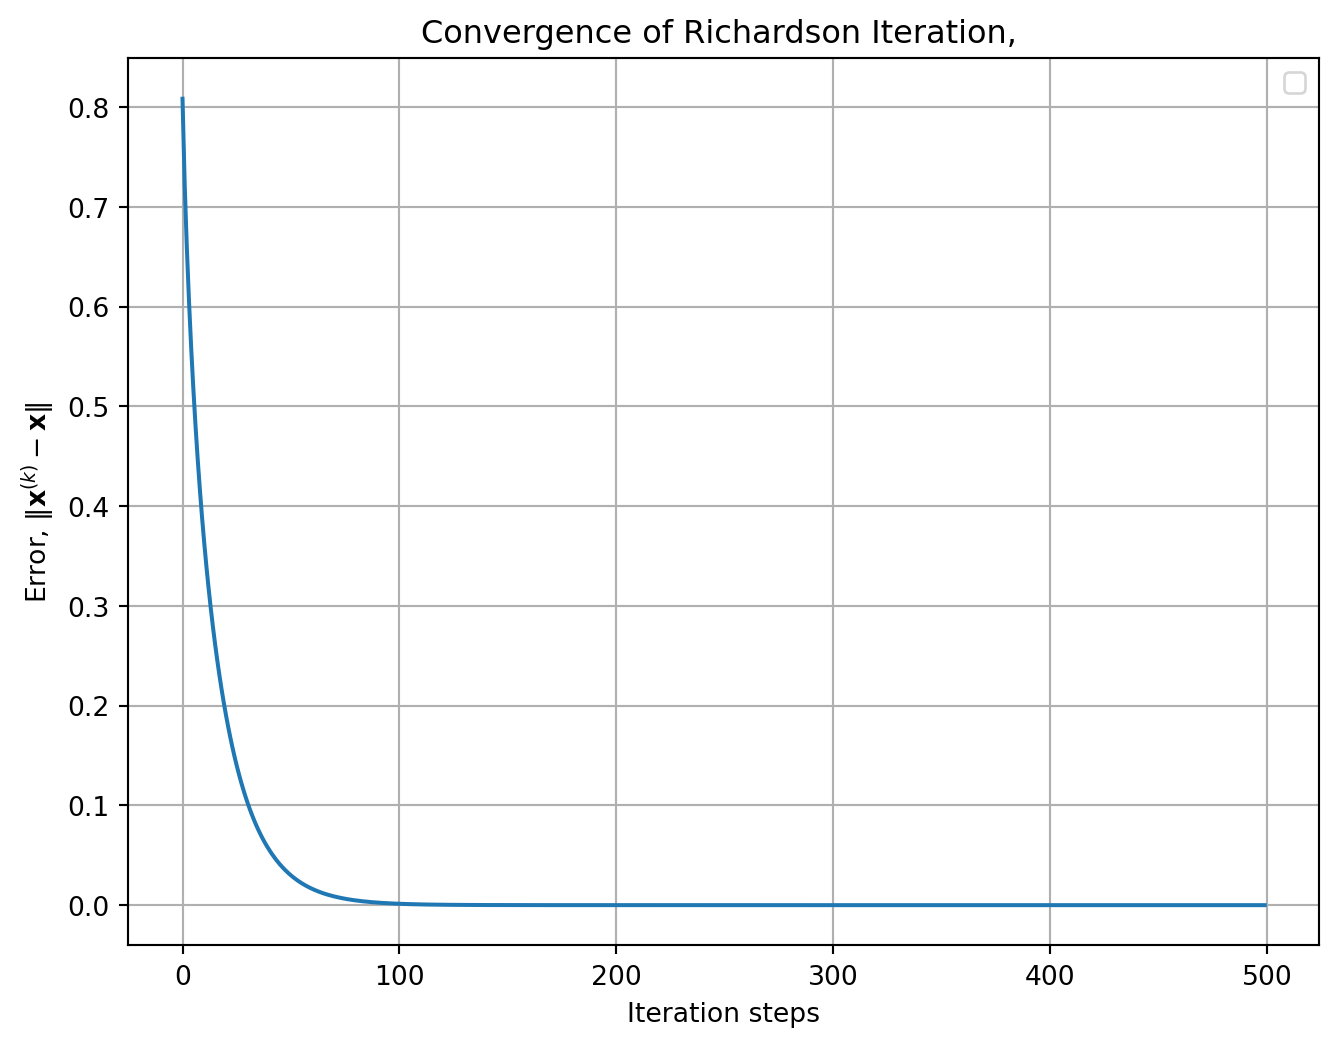 Convergence of Richardson Iteration,
0.8
0.7
0.6
0.5
0.4
0.3
0.2
0.1
0.0
Error, ‖𝐱⁽ᵏ⁾ − 𝐱‖
0 100 200 300 400 500
Iteration steps